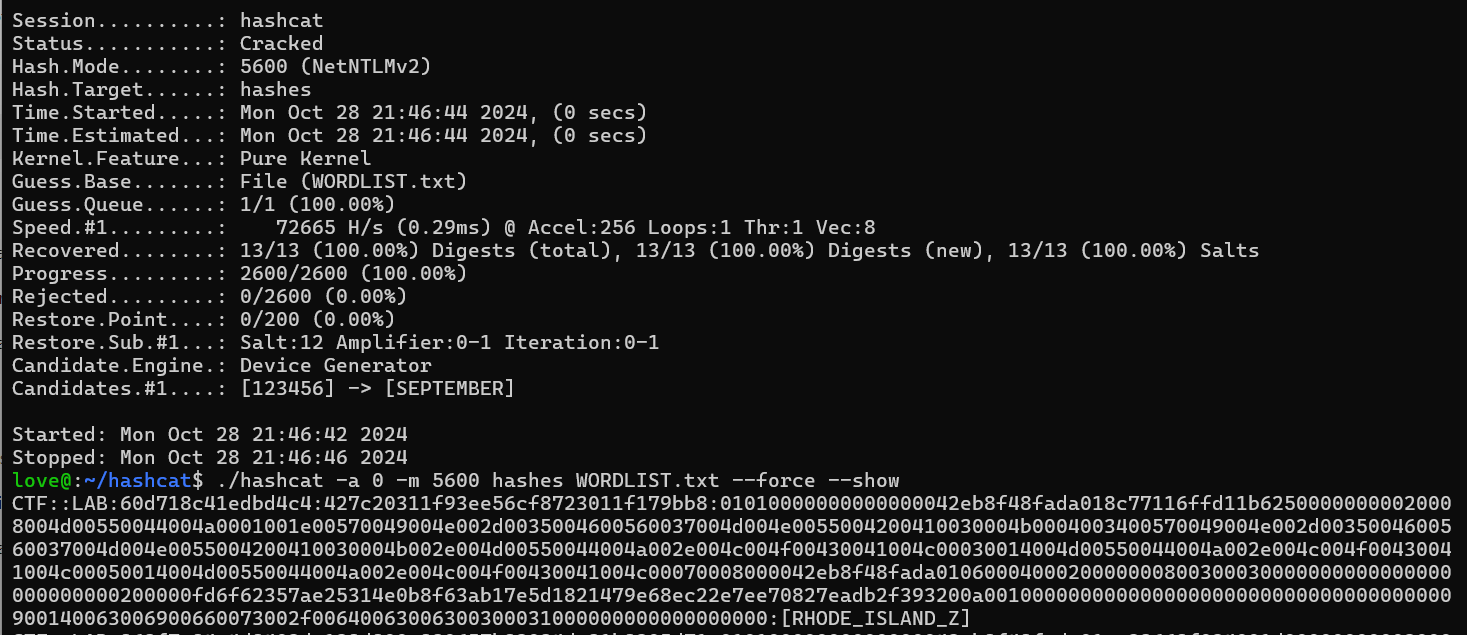 Session..........: hashcat
Status...........: Cracked
Hash.Mode........: 5600 (NetNTLMv2)
Hash.Target......: hashes
Time.Started.....: Mon Oct 28 21:46:44 2024, (0 secs)
Time.Estimated...: Mon Oct 28 21:46:44 2024, (0 secs)
Kernel.Feature...: Pure Kernel
Guess.Base.......: File (WORDLIST.txt)
Guess.Queue......: 1/1 (100.00%)
Speed.#1.........:    72665 H/s (0.29ms) @ Accel:256 Loops:1 Thr:1 Vec:8
Recovered........: 13/13 (100.00%) Digests (total), 13/13 (100.00%) Digests (new), 13/13 (100.00%) Salts
Progress.........: 2600/2600 (100.00%)
Rejected.........: 0/2600 (0.00%)
Restore.Point....: 0/200 (0.00%)
Restore.Sub.#1...: Salt:12 Amplifier:0-1 Iteration:0-1
Candidate.Engine.: Device Generator
Candidates.#1....: [123456] -> [SEPTEMBER]
Started: Mon Oct 28 21:46:42 2024
Stopped: Mon Oct 28 21:46:46 2024
love@:~/hashcat$ ./hashcat -a 0 -m 5600 hashes WORDLIST.txt --force --show
CTF::LAB:60d718c41edbd4c4:427c20311f93ee56cf8723011f179bb8:010100000000000000042eb8f48fada018c77116ffd11b6250000000002000
8004d00550044004a0001001e00570049004e002d00350046005600370004d004e00550042004100300004b0004003400570049004e002d00350046005
60037004d004e00550042004100300004b002e004d00550044004a002e004c004f00430041004c00030014004d00550044004a002e004c004f0043004
1004c00050014004d00550044004a002e004c004f00430041004c000700080000042eb8f48fada010600040002000000080030003000000000000000
0000000000200000fd6f62357ae25314e0b8f63ab17e5d1821479e68ec22e7ee70827eadb2f393200a001000000000000000000000000000000000000
900140063006900660073002f00640063006300300031000000000000000000:[RHODE_ISLAND_Z]